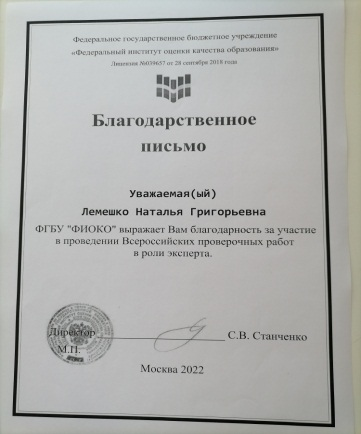 Федеральное государственное бюджетное учреждение
«Федеральный институт оценки качества образования»
Лицензия №039637 от 28 сентября 2018 года
Благодарственное
письмо
Уважаемая(ый)
Лемешко Наталья Григорьевна
ФГБУ "ФИОКО" выражает Вам благодарность за участие
в проведении Всероссийских проверочных работ
в роли эксперта.
Директор С.В. Станченко
М.П.
Москва 2022